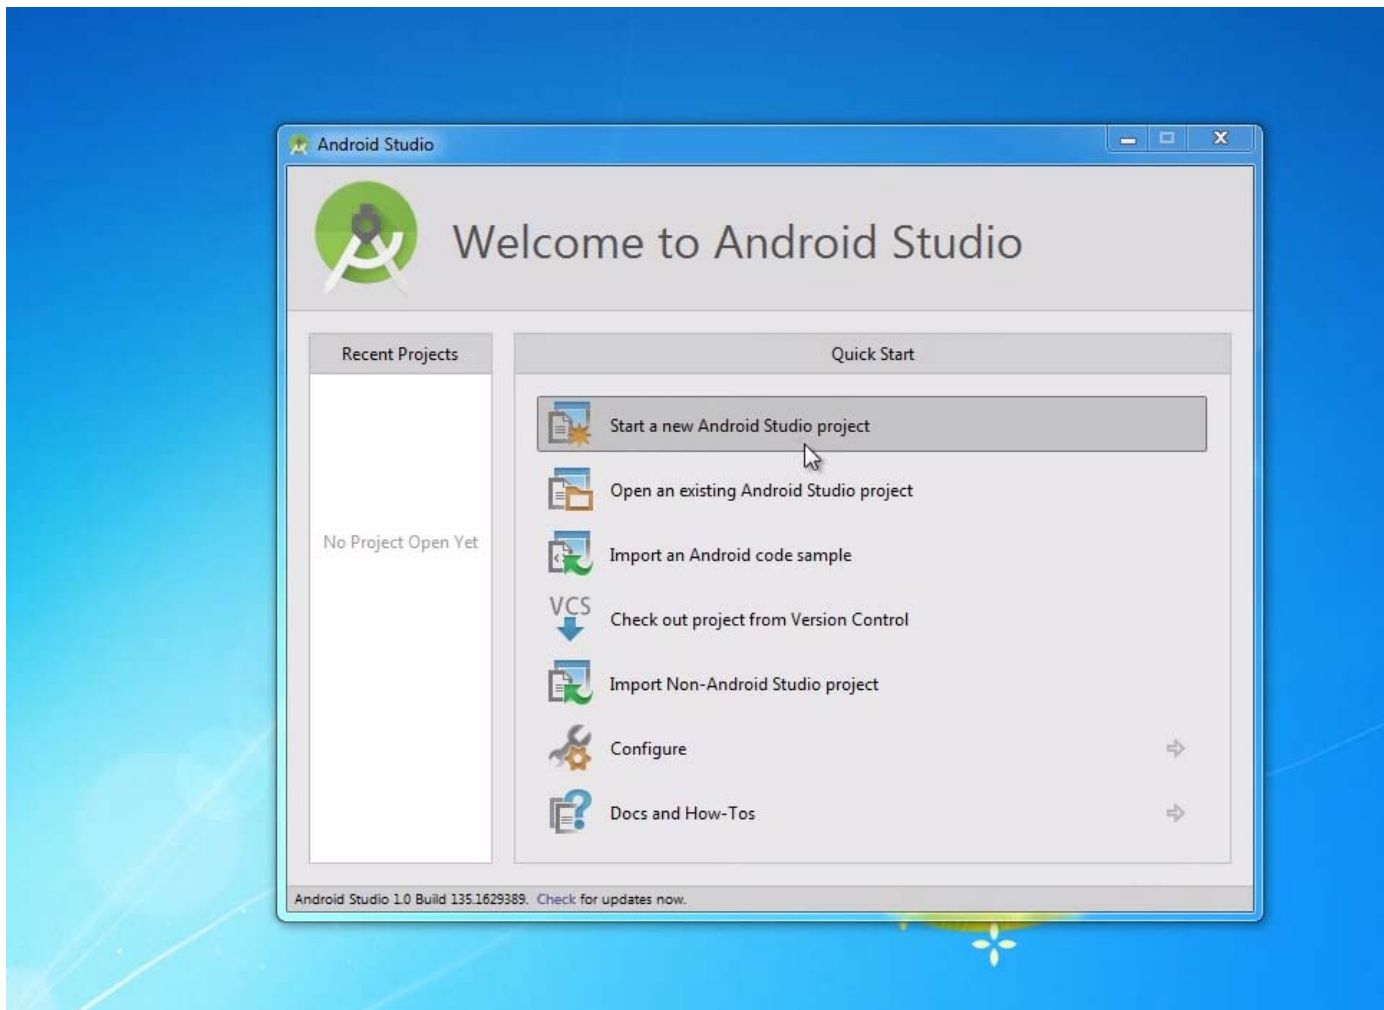 Android Studio
Welcome to Android Studio
Recent Projects
No Project Open Yet
Quick Start
Start a new Android Studio project
Open an existing Android Studio project
Import an Android code sample
VCS
Check out project from Version Control
Import Non-Android Studio project
Configure
Docs and How-Tos
Android Studio 1.0 Build 135.1629389. Check for updates now.